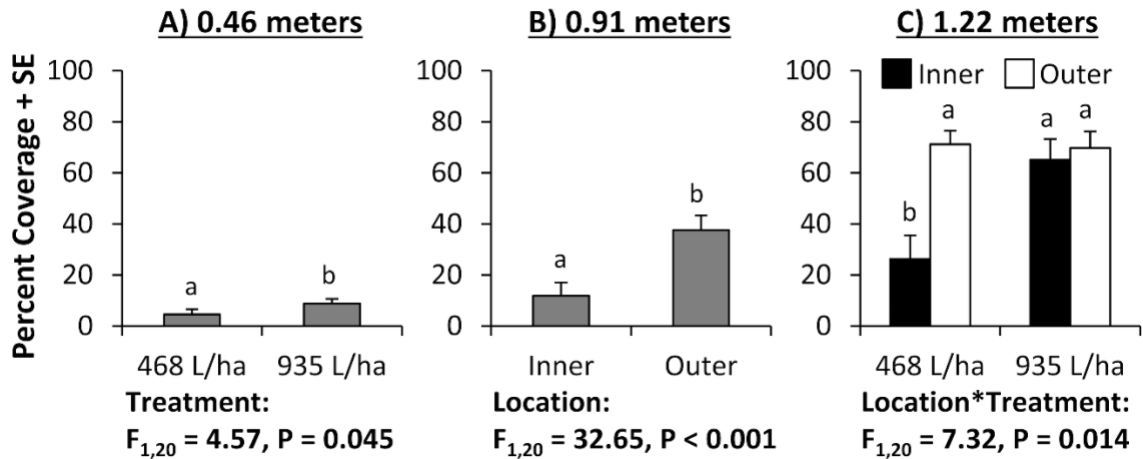 A) 0.46 meters
Percent Coverage + SE
100
80
60
40
20
0
a
b
468 L/ha 935 L/ha
Treatment:
F1,20 = 4.57, P = 0.045
B) 0.91 meters
100
80
60
40
20
0
a
b
Inner Outer
Location:
F1,20 = 32.65, P < 0.001
C) 1.22 meters
Inner Outer
100
80
60
40
20
0
b
a
a
a
468 L/ha 935 L/ha
Location*Treatment:
F1,20 = 7.32, P = 0.014